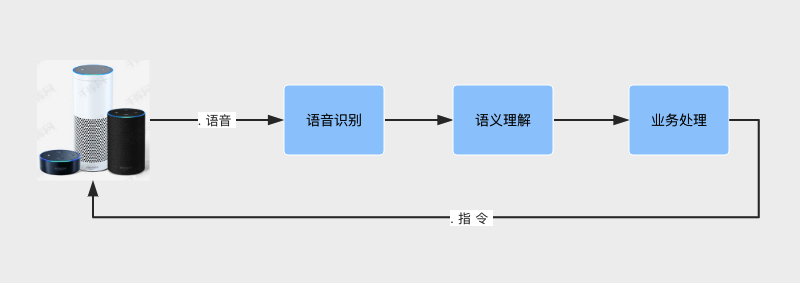 . 语音
语音识别
语义理解
业务处理
. 指 令